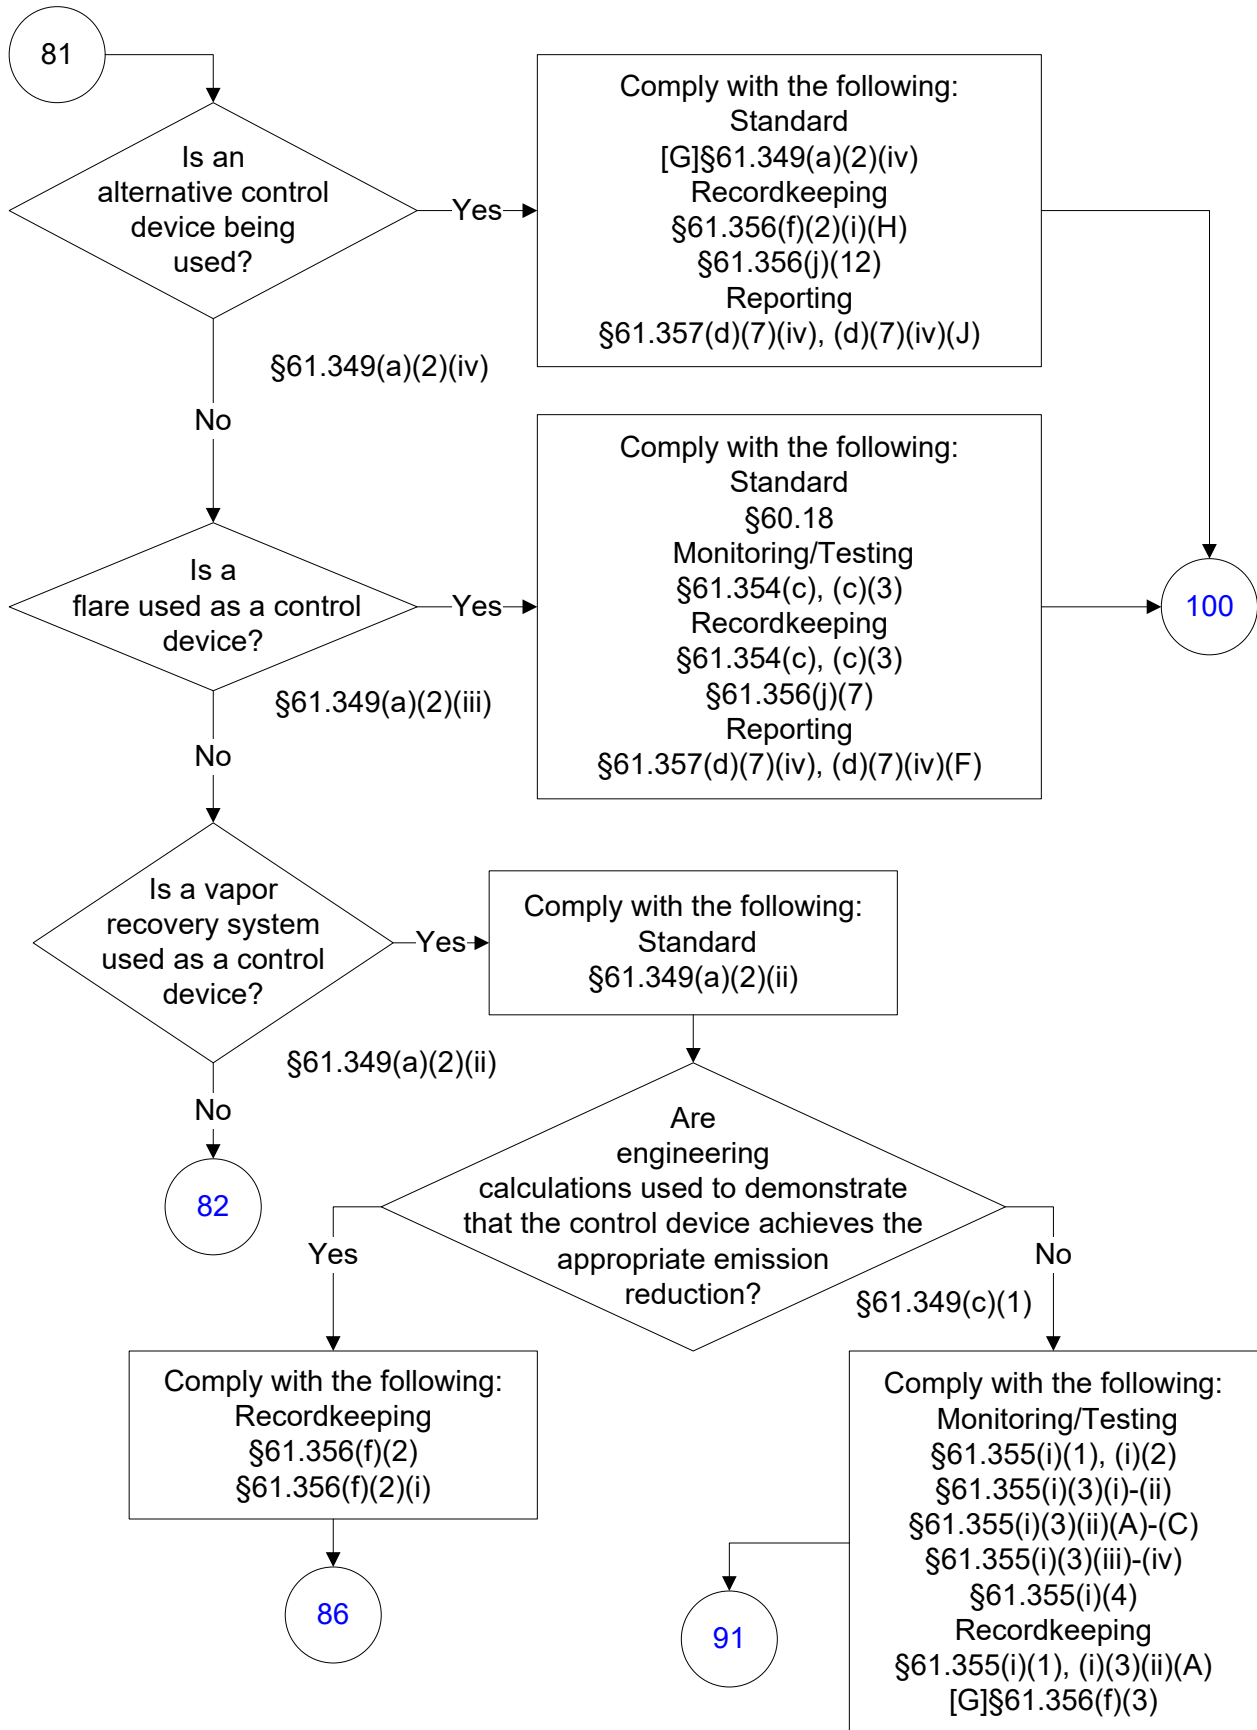 81
Is an
alternative control
device being
used?
Yes
Comply with the following:
Standard
[G]§61.349(a)(2)(iv)
Recordkeeping
§61.356(f)(2)(i)(H)
§61.356(j)(12)
Reporting
§61.357(d)(7)(iv), (d)(7)(iv)(J)
§61.349(a)(2)(iv)
No
Is a
flare used as a control
device?
Yes
Comply with the following:
Standard
§60.18
Monitoring/Testing
§61.354(c), (c)(3)
Recordkeeping
§61.354(c), (c)(3)
§61.356(j)(7)
Reporting
§61.357(d)(7)(iv), (d)(7)(iv)(F)
100
§61.349(a)(2)(iii)
No
Is a vapor
recovery system
used as a control
device?
Yes
Comply with the following:
Standard
§61.349(a)(2)(ii)
§61.349(a)(2)(ii)
No
82
Are
engineering
calculations used to demonstrate
that the control device achieves the
appropriate emission
reduction?
Yes
No
§61.349(c)(1)
Comply with the following:
Recordkeeping
§61.356(f)(2)
§61.356(f)(2)(i)
86
Comply with the following:
Monitoring/Testing
§61.355(i)(1), (i)(2)
§61.355(i)(3)(i)-(ii)
§61.355(i)(3)(ii)(A)-(C)
§61.355(i)(3)(iii)-(iv)
§61.355(i)(4)
Recordkeeping
§61.355(i)(1), (i)(3)(ii)(A)
[G]§61.356(f)(3)
91